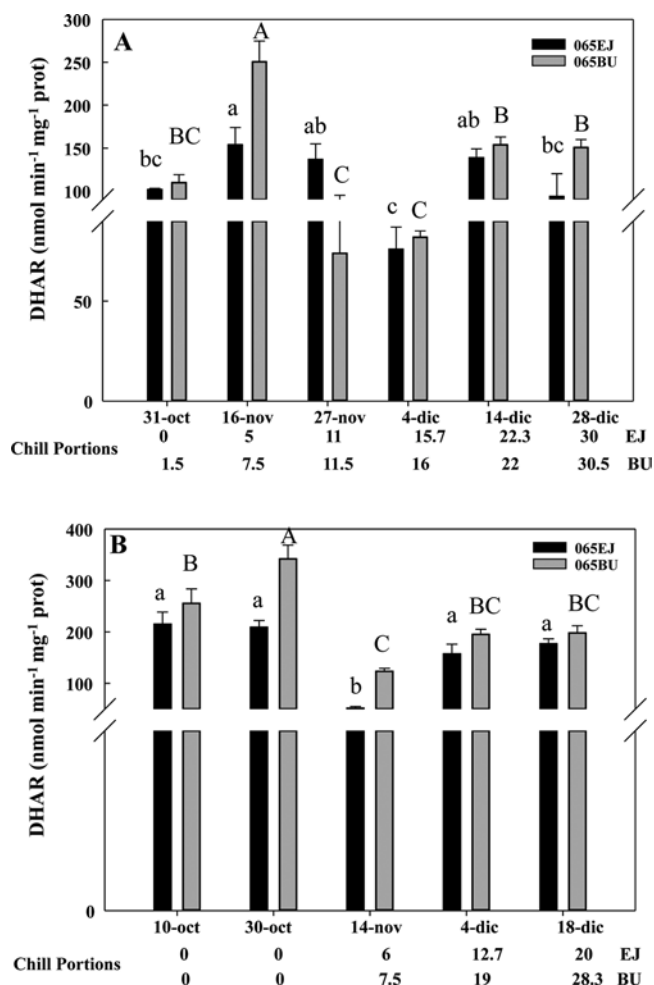 A
300
250
200
150
100
50
0
DHAR (nmol min-1 mg-1 prot)
065EJ
065BU
bc
BC
a
A
ab
C
c
C
ab
B
bc
B
31-oct 16-nov 27-nov 4-dic 14-dic 28-dic
Chill Portions
0 5 11 15.7 22.3 30 EJ
1.5 7.5 11.5 16 22 30.5 BU
B
400
300
200
100
0
DHAR (nmol min-1 mg-1 prot)
065EJ
065BU
a
B
a
A
b
C
a
BC
a
BC
10-oct 30-oct 14-nov 4-dic 18-dic
Chill Portions
0 0 6 12.7 20 EJ
0 0 7.5 19 28.3 BU